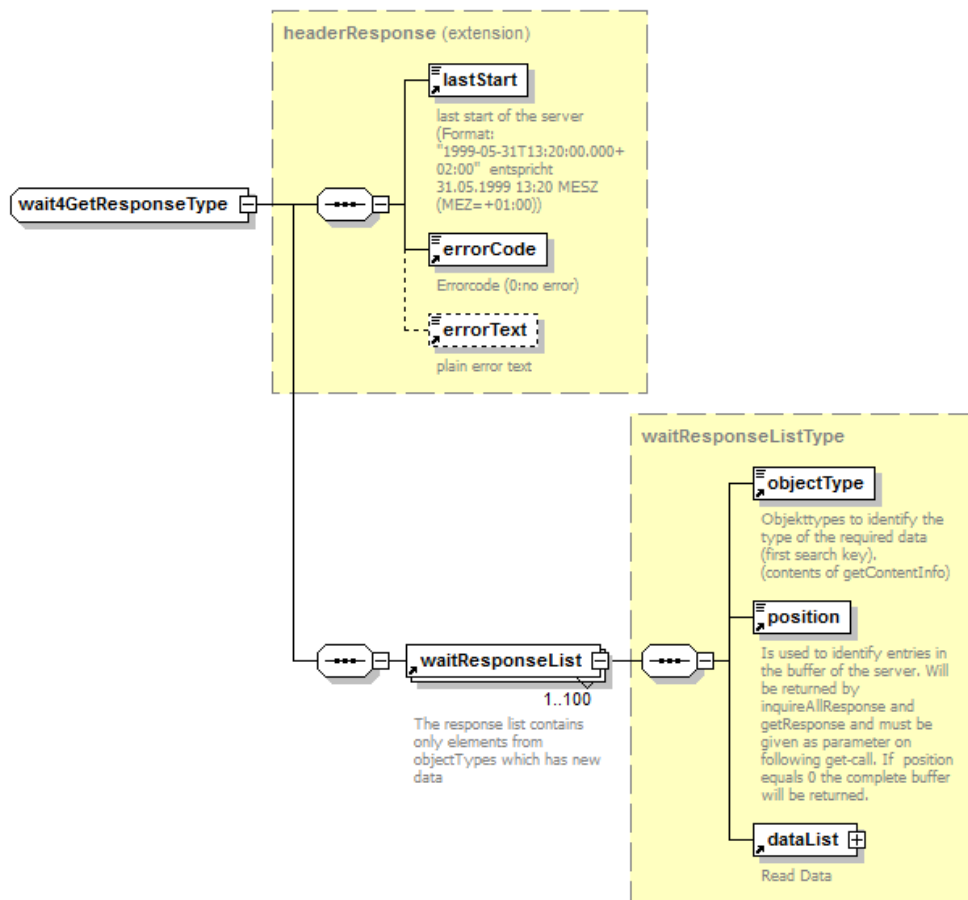 headerResponse (extension)
lastStart
last start of the server
(Format:
"1999-05-31T13:20:00.000+
02:00"  entspricht
31.05.1999 13:20 MESZ
(MEZ=+01:00))
wait4GetResponseType
errorCode
Errorcode (0:no error)
errorText
plain error text
waitResponseListType
objectType
Objekttypes to identify the
type of the required data
(first search key).
(contents of getContentInfo)
position
Is used to identify entries in
the buffer of the server. Will
be returned by
inquireAllResponse and
getResponse and must be
given as parameter on
following get-call. If  position
equals 0 the complete buffer
will be returned.
waitResponseList
1..100
The response list contains
only elements from
objectTypes which has new
data
dataList
Read Data